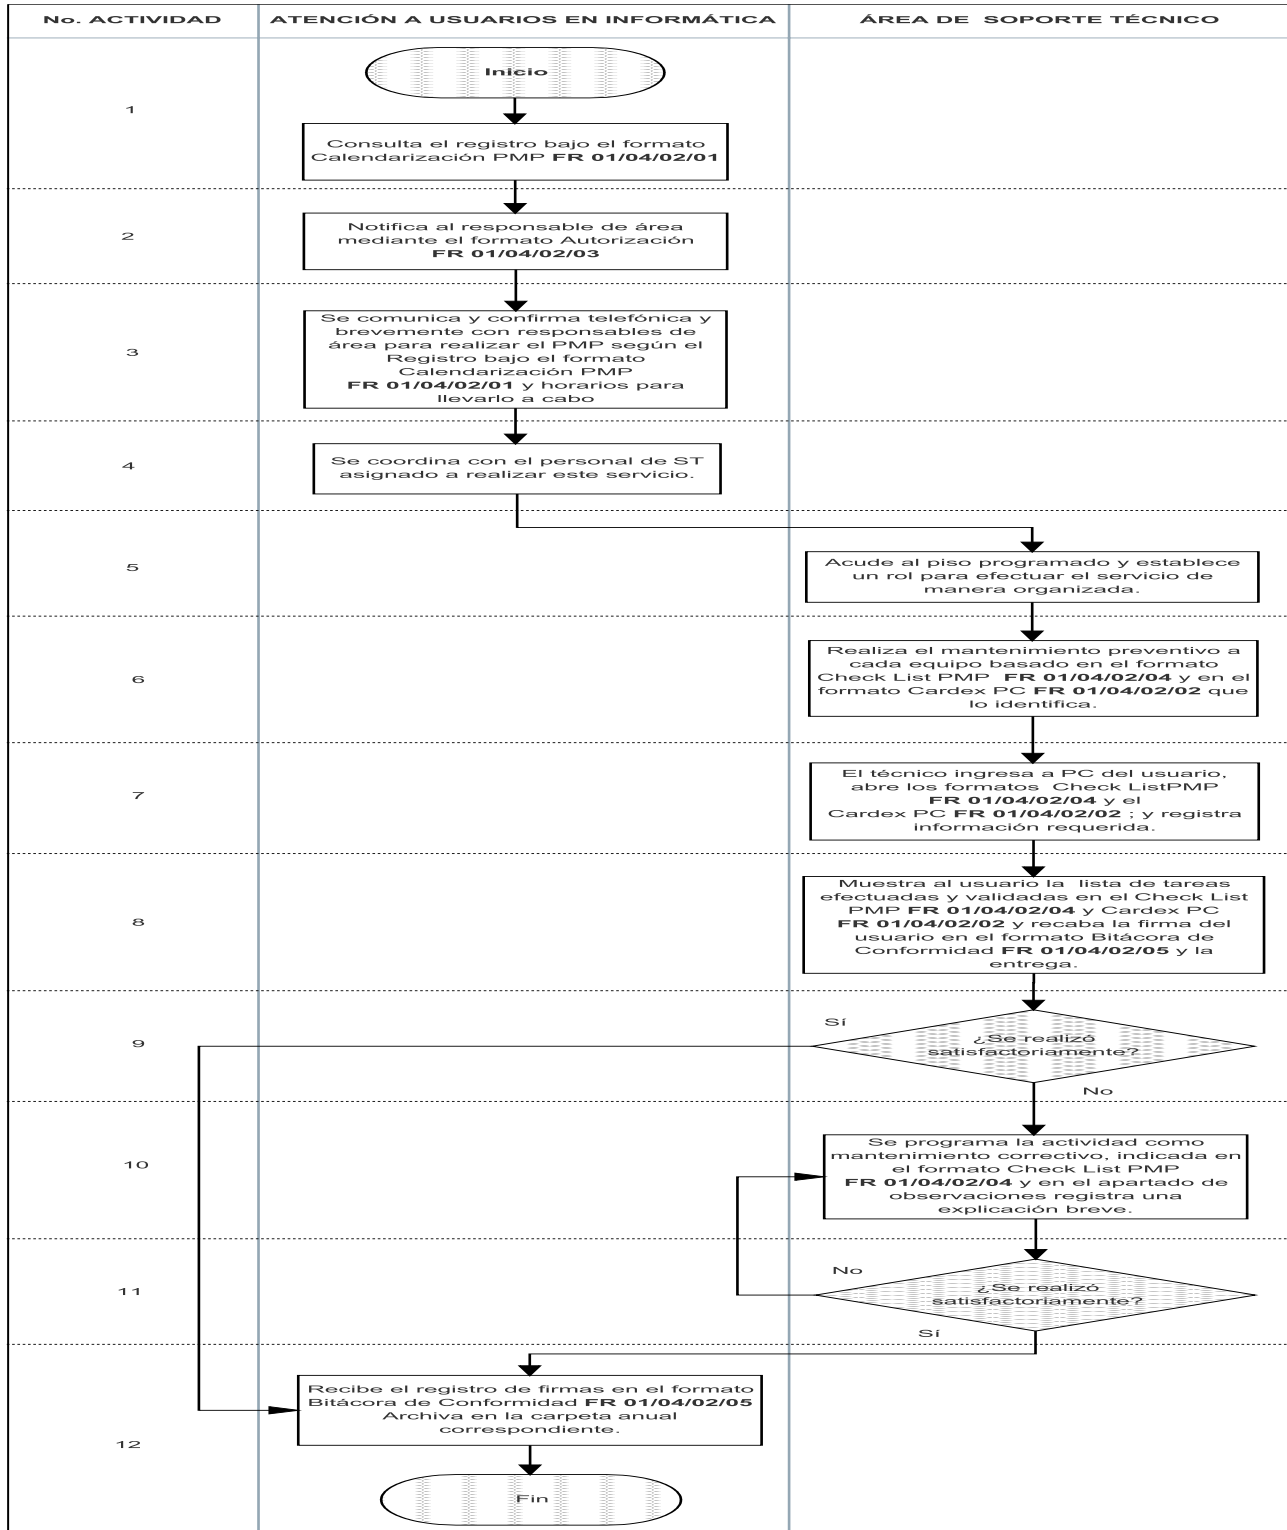 No. ACTIVIDAD
ATENCIÓN A USUARIOS EN INFORMÁTICA
ÁREA DE SOPORTE TÉCNICO
Inicio
1
Consulta el registro bajo el formato
Calendarización PMP FR 01/04/02/01
2
Notifica al responsable de área
mediante el formato Autorización
FR 01/04/02/03
3
Se comunica y confirma telefónica y
brevemente con responsables de
área para realizar el PMP según el
Registro bajo el formato
Calendarización PMP
FR 01/04/02/01 y horarios para
llevarlo a cabo
4
Se coordina con el personal de ST
asignado a realizar este servicio.
5
Acude al piso programado y establece
un rol para efectuar el servicio de
manera organizada.
6
Realiza el mantenimiento preventivo a
cada equipo basado en el formato
Check List PMP FR 01/04/02/04 y en el
formato Cardex PC FR 01/04/02/02 que
lo identifica.
7
El técnico ingresa a PC del usuario,
abre los formatos Check ListPMP
FR 01/04/02/04 y el
Cardex PC FR 01/04/02/02 ; y registra
información requerida.
8
Muestra al usuario la lista de tareas
efectuadas y validadas en el Check List
PMP FR 01/04/02/04 y Cardex PC
FR 01/04/02/02 y recaba la firma del
usuario en el formato Bitácora de
Conformidad FR 01/04/02/05 y la
entrega.
9
Sí
¿Se realizó
satisfactoriamente?
No
10
Se programa la actividad como
mantenimiento correctivo, indicada en
el formato Check List PMP
FR 01/04/02/04 y en el apartado de
observaciones registra una
explicación breve.
11
No
¿Se realizó
satisfactoriamente?
Sí
12
Recibe el registro de firmas en el formato
Bitácora de Conformidad FR 01/04/02/05
Archiva en la carpeta anual
correspondiente.
Fin